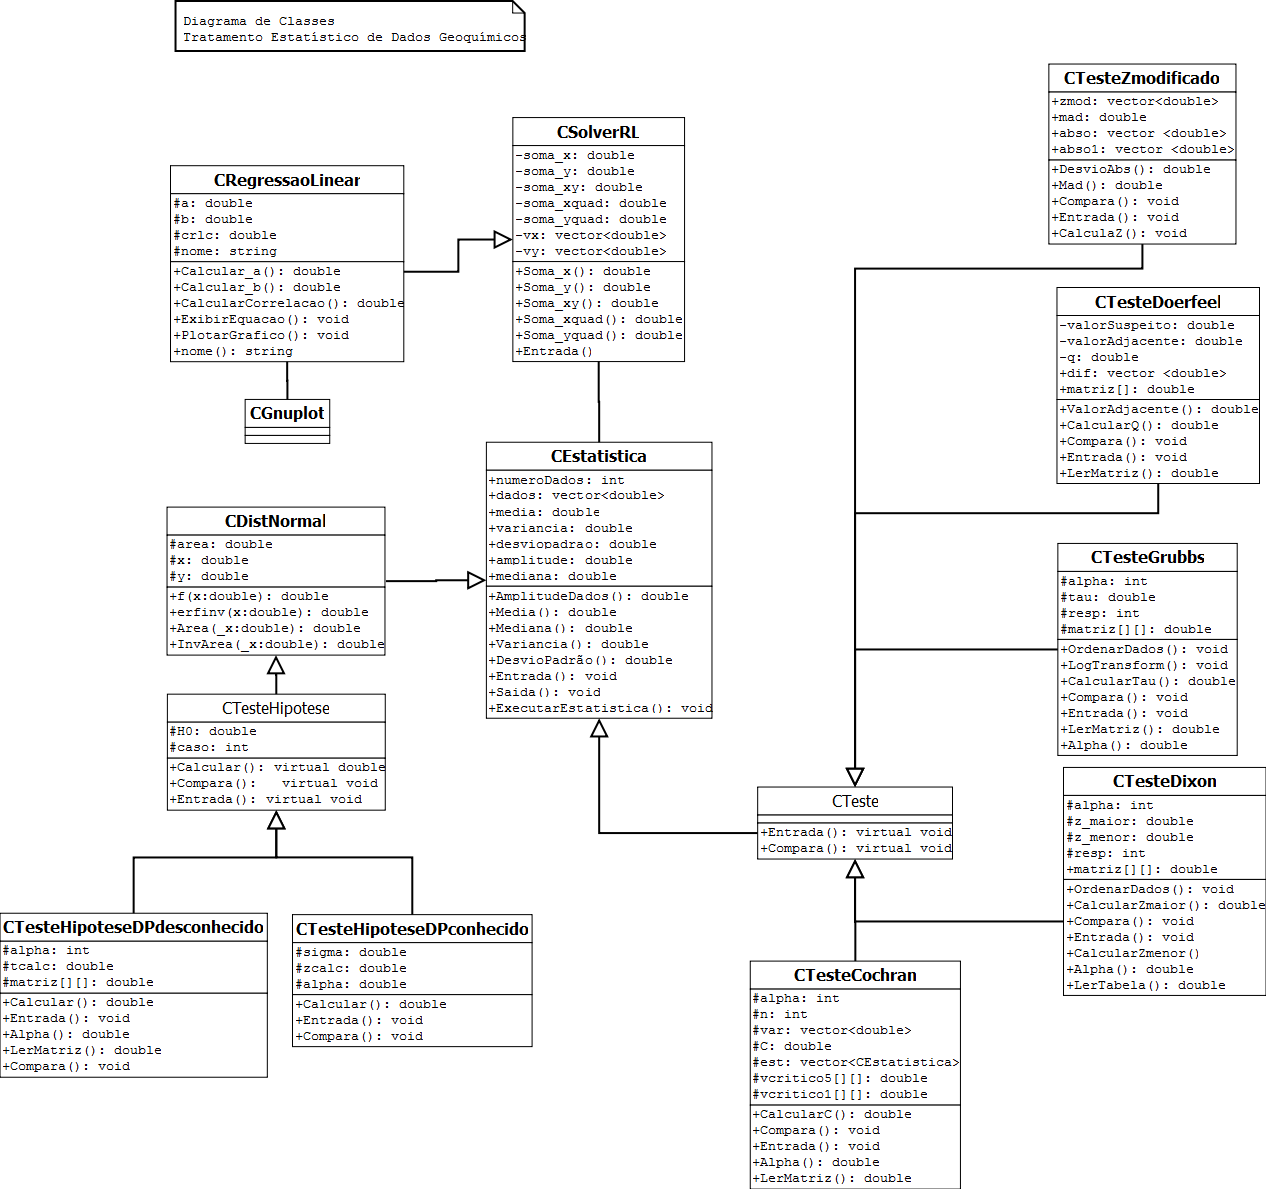 Diagrama de Classes
Tratamento Estatístico de Dados Geoquímicos
CTesteZmodificado
+zmod: vector<double>
+mad: double
+abso: vector <double>
+abso1: vector <double>
+DesvioAbs(): double
+Mad(): double
+Compara(): void
+Entrada(): void
+CalculaZ(): void
CSolverRL
-soma_x: double
-soma_y: double
-soma_xy: double
-soma_xquad: double
-soma_yquad: double
-vx: vector<double>
-vy: vector<double>
+Soma_x(): double
+Soma_y(): double
+Soma_xy(): double
+Soma_xquad(): double
+Soma_yquad(): double
+Entrada()
CRegressaoLinear
#a: double
#b: double
#crlc: double
#nome: string
+Calcular_a(): double
+Calcular_b(): double
+CalcularCorrelacao(): double
+ExibirEquacao(): void
+PlotarGrafico(): void
+nome(): string
CGnuplot
CTesteDoerfeel
-valorSuspeito: double
-valorAdjacente: double
-q: double
+dif: vector <double>
+matriz[]: double
+ValorAdjacente(): double
+CalcularQ(): double
+Compara(): void
+Entrada(): void
+LerMatriz(): double
CEstatistica
+numeroDados: int
+dados: vector<double>
+media: double
+variancia: double
+desviopadrao: double
+amplitude: double
+mediana: double
+AmplitudeDados(): double
+Media(): double
+Mediana(): double
+Variancia(): double
+DesvioPadrão(): double
+Entrada(): void
+Saida(): void
+ExecutarEstatistica(): void
CDistNormal
#area: double
#x: double
#y: double
+f(x:double): double
+erfinv(x:double): double
+Area(_x:double): double
+InvArea(_x:double): double
CTesteGrubbs
#alpha: int
#tau: double
#resp: int
#matriz[][]: double
+OrdenarDados(): void
+LogTransform(): void
+CalcularTau(): double
+Compara(): void
+Entrada(): void
+LerMatriz(): double
+Alpha(): double
CTesteHipotese
#H0: double
#caso: int
+Calcular(): virtual double
+Compara():   virtual void
+Entrada(): virtual void
CTeste
+Entrada(): virtual void
+Compara(): virtual void
CTesteDixon
#alpha: int
#z_maior: double
#z_menor: double
#resp: int
+matriz[][]: double
+OrdenarDados(): void
+CalcularZmaior(): double
+Compara(): void
+Entrada(): void
+CalcularZmenor()
+Alpha(): double
+LerTabela(): double
CTesteHipoteseDPdesconhecido
#alpha: int
#tcalc: double
#matriz[][]: double
+Calcular(): double
+Entrada(): void
+Alpha(): double
+LerMatriz(): double
+Compara(): void
CTesteHipoteseDPconhecido
#sigma: double
#zcalc: double
#alpha: double
+Calcular(): double
+Entrada(): void
+Compara(): void
CTesteCochran
#alpha: int
#n: int
#var: vector<double>
#C: double
#est: vector<CEstatistica>
#vcritico5[][]: double
#vcritico1[][]: double
+CalcularC(): double
+Compara(): void
+Entrada(): void
+Alpha(): double
+LerMatriz(): double